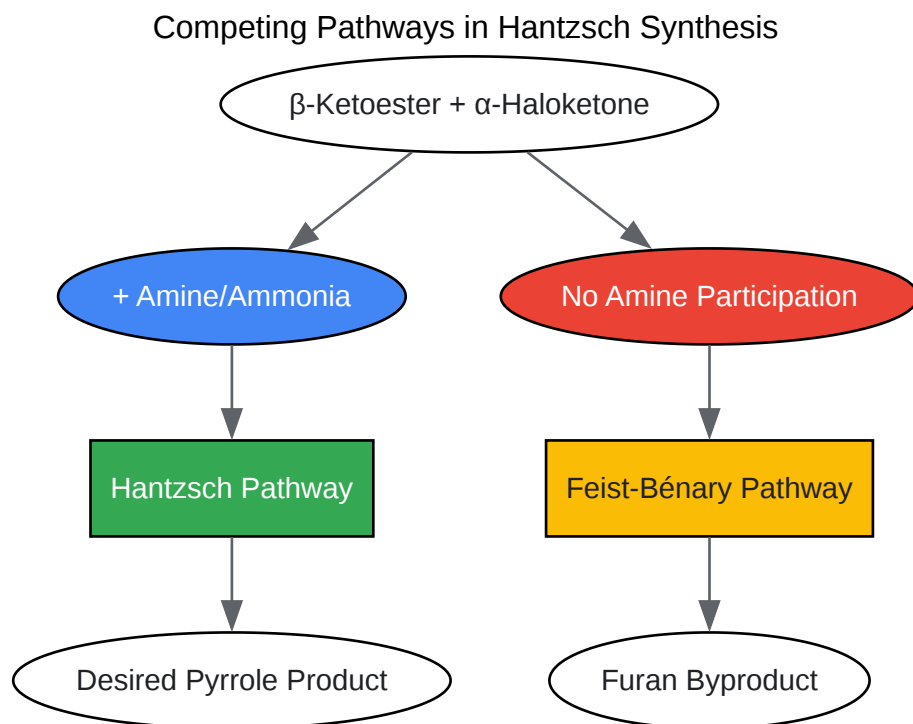 Competing Pathways in Hantzsch Synthesis
β-Ketoester + α-Haloketone
+ Amine/Ammonia
No Amine Participation
Hantzsch Pathway
Feist-Bénary Pathway
Desired Pyrrole Product
Furan Byproduct